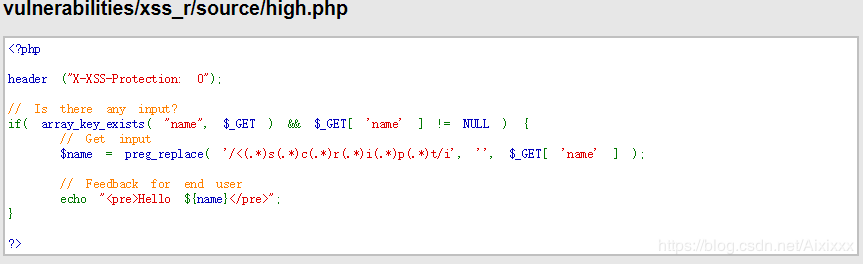 vulnerabilities/xss_r/source/high.php
<?php
header ("X-XSS-Protection: 0");
// Is there any input?
if( array_key_exists( "name", $_GET ) && $_GET[ 'name' ] != NULL ) {
// Get input
$name = preg_replace( '/<(.*)s(.*)c(.*)r(.*)i(.*)p(.*)t/i', '', $_GET[ 'name' ] );
// Feedback for end user
echo "<pre>Hello ${name}</pre>";
}
?>
https://blog.csdn.net/Aixixxx